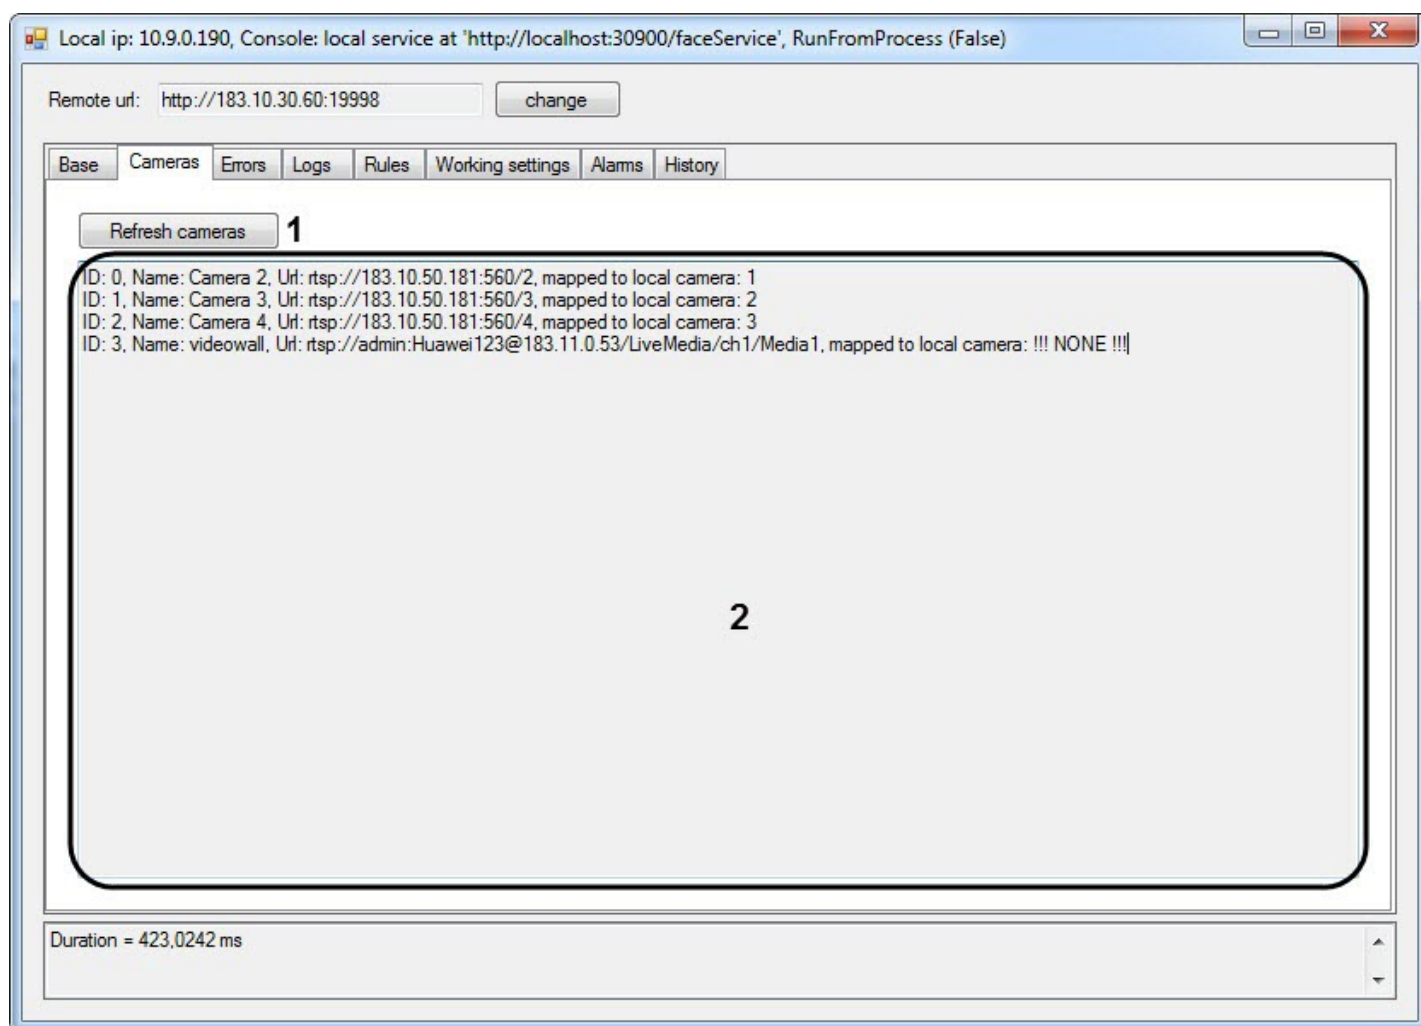 Local ip: 10.9.0.190, Console: local service at 'http://localhost:30900/faceService', RunFromProcess (False)
Remote url: http://183.10.30.60:19998 change
Base Cameras Errors Logs Rules Working settings Alarms History
Refresh cameras 1
ID: 0, Name: Camera 2, Url: rtsp://183.10.50.181:560/2, mapped to local camera: 1
ID: 1, Name: Camera 3, Url: rtsp://183.10.50.181:560/3, mapped to local camera: 2
ID: 2, Name: Camera 4, Url: rtsp://183.10.50.181:560/4, mapped to local camera: 3
ID: 3, Name: videowall, Url: rtsp://admin:Huawei123@183.11.0.53/LiveMedia/ch1/Media1, mapped to local camera: !!! NONE !!!
2
Duration = 423,0242 ms